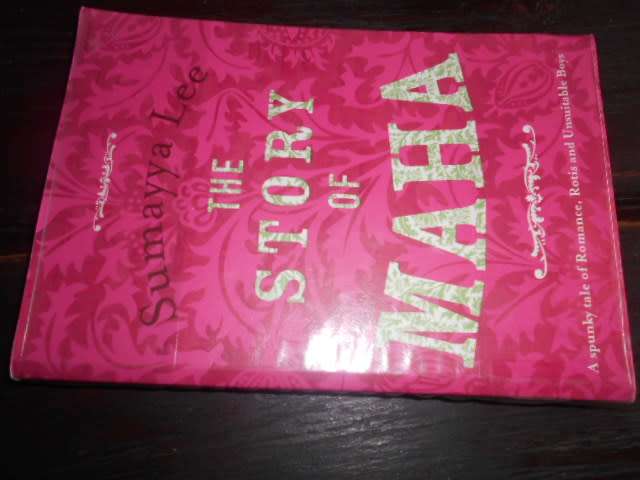 Sumayya Lee
THE
STORY
OF
MAHA
A spunky tale of Romance, Rotis and Unsuitable Boys